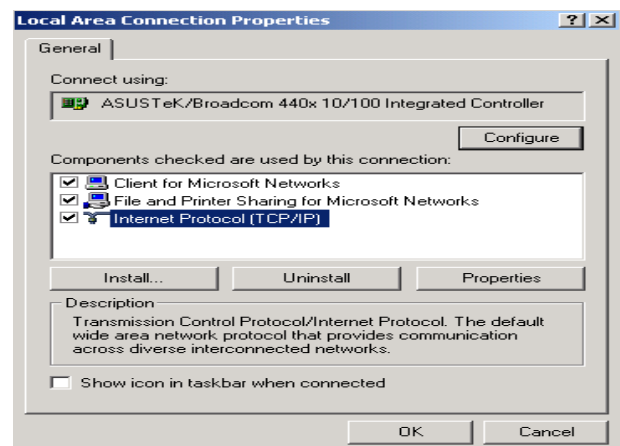 Local Area Connection Properties
General
Connect using:
ASUSTeK/Broadcom 440x 10/100 Integrated Controller
Configure
Components checked are used by this connection:
Client for Microsoft Networks
File and Printer Sharing for Microsoft Networks
Internet Protocol (TCP/IP)
Install... Uninstall Properties
Description
Transmission Control Protocol/Internet Protocol. The default
wide area network protocol that provides communication
across diverse interconnected networks.
Show icon in taskbar when connected
OK Cancel